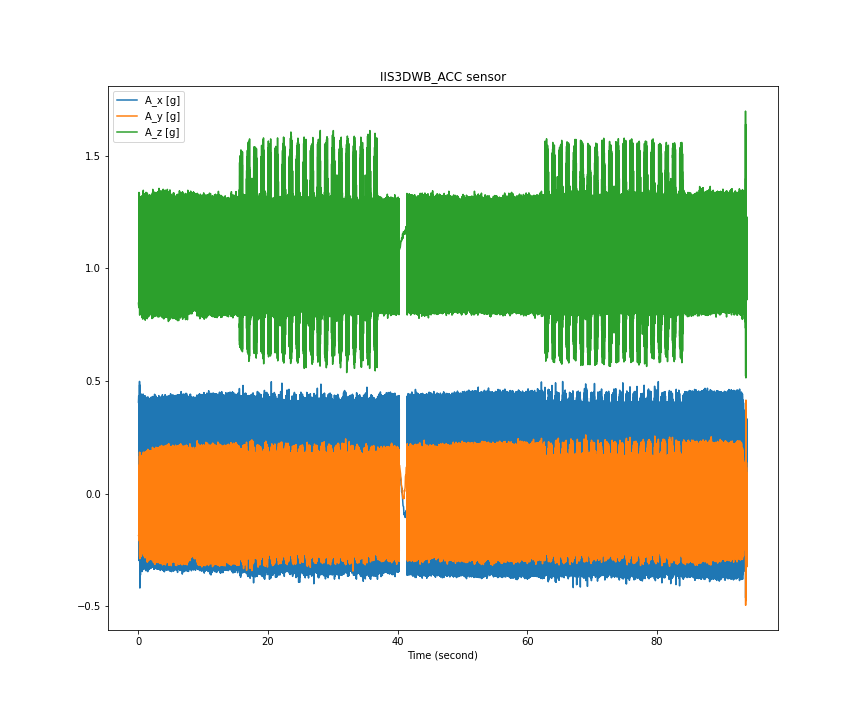 IIS3DWB_ACC sensor
A_x [g]
A_y [g]
A_z [g]
1.5
1.0
0.5
0.0
−0.5
0 20 40 60 80
Time (second)